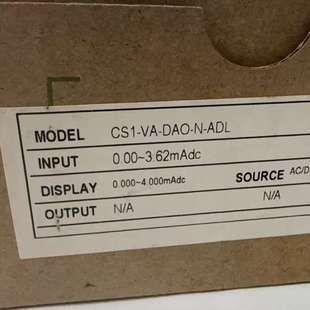 MODEL CS1-VA-DAO-N-ADL
INPUT 0.00~3.62mAdc
DISPLAY 0.000~4.000mAdc SOURCE AC/D
OUTPUT N/A N/A